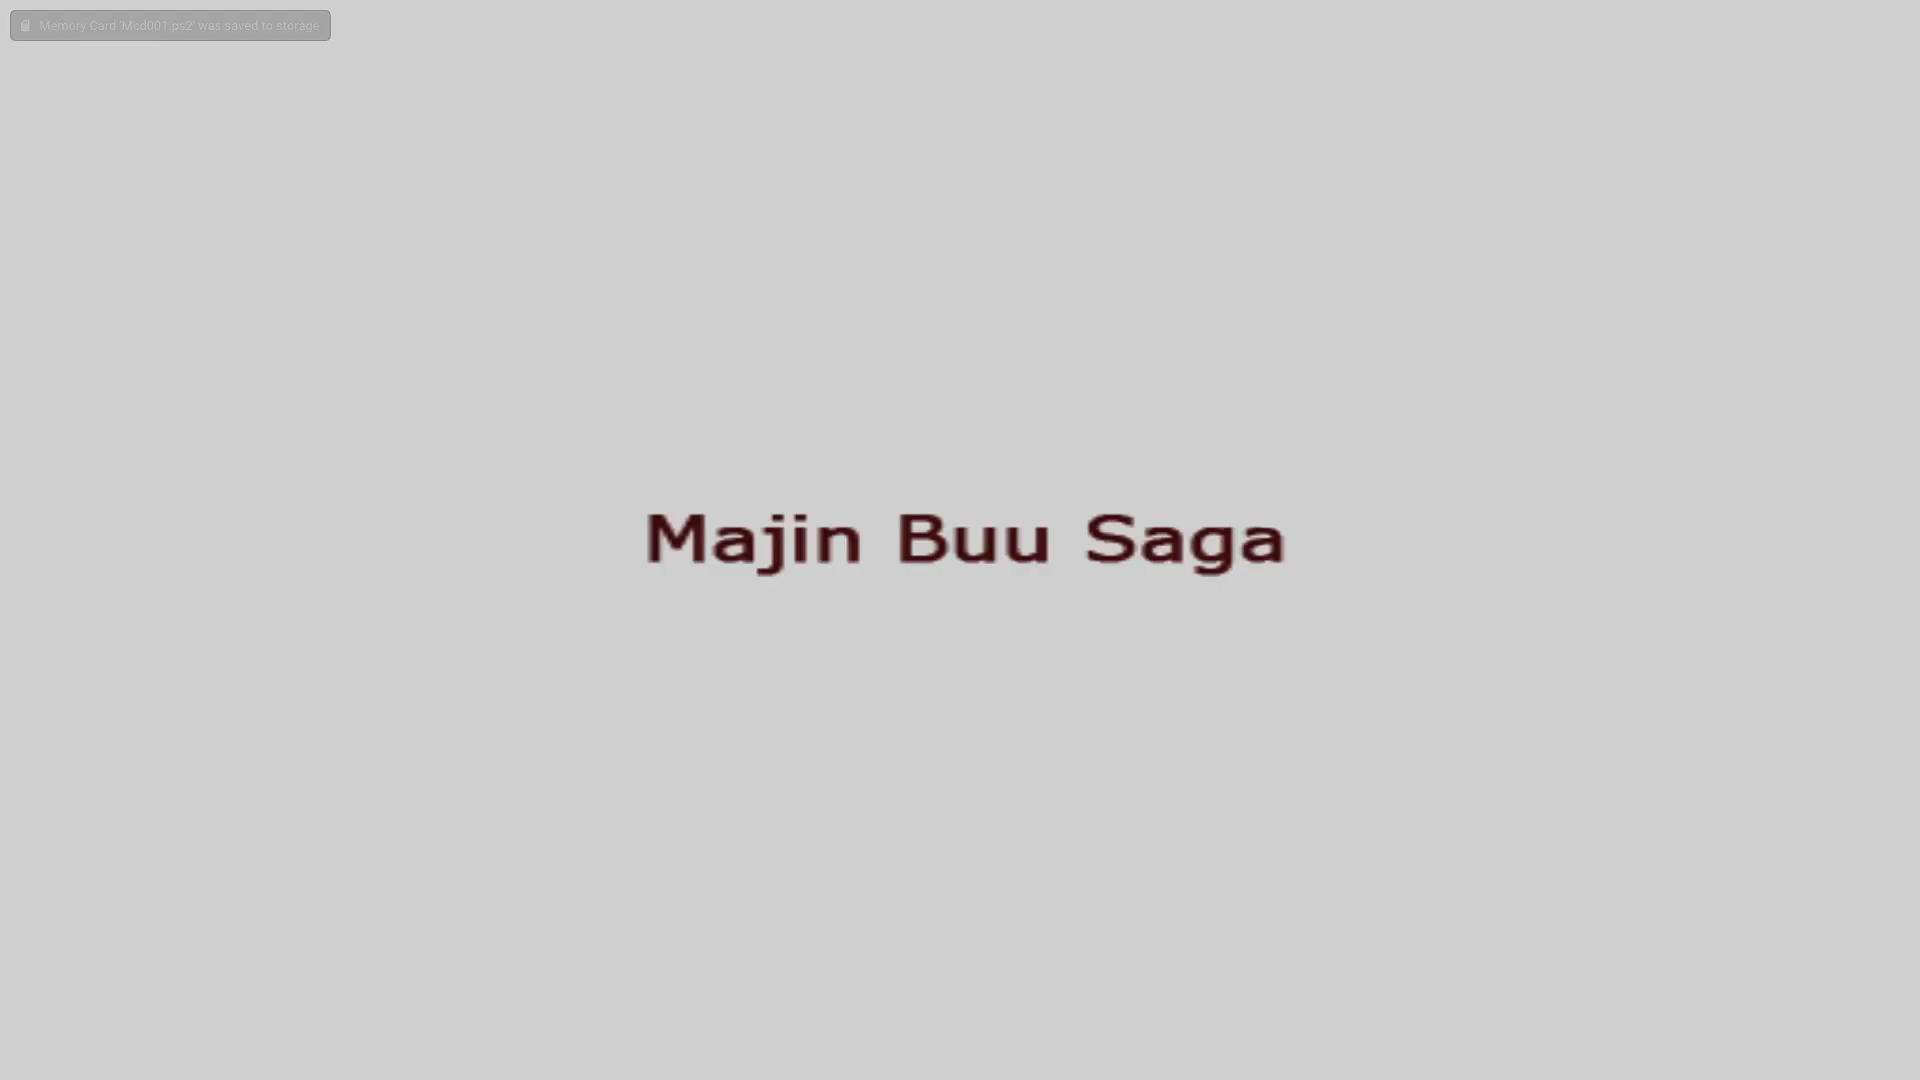 Memory Card 'Mcd001.ps2' was saved to storage
Majin Buu Saga